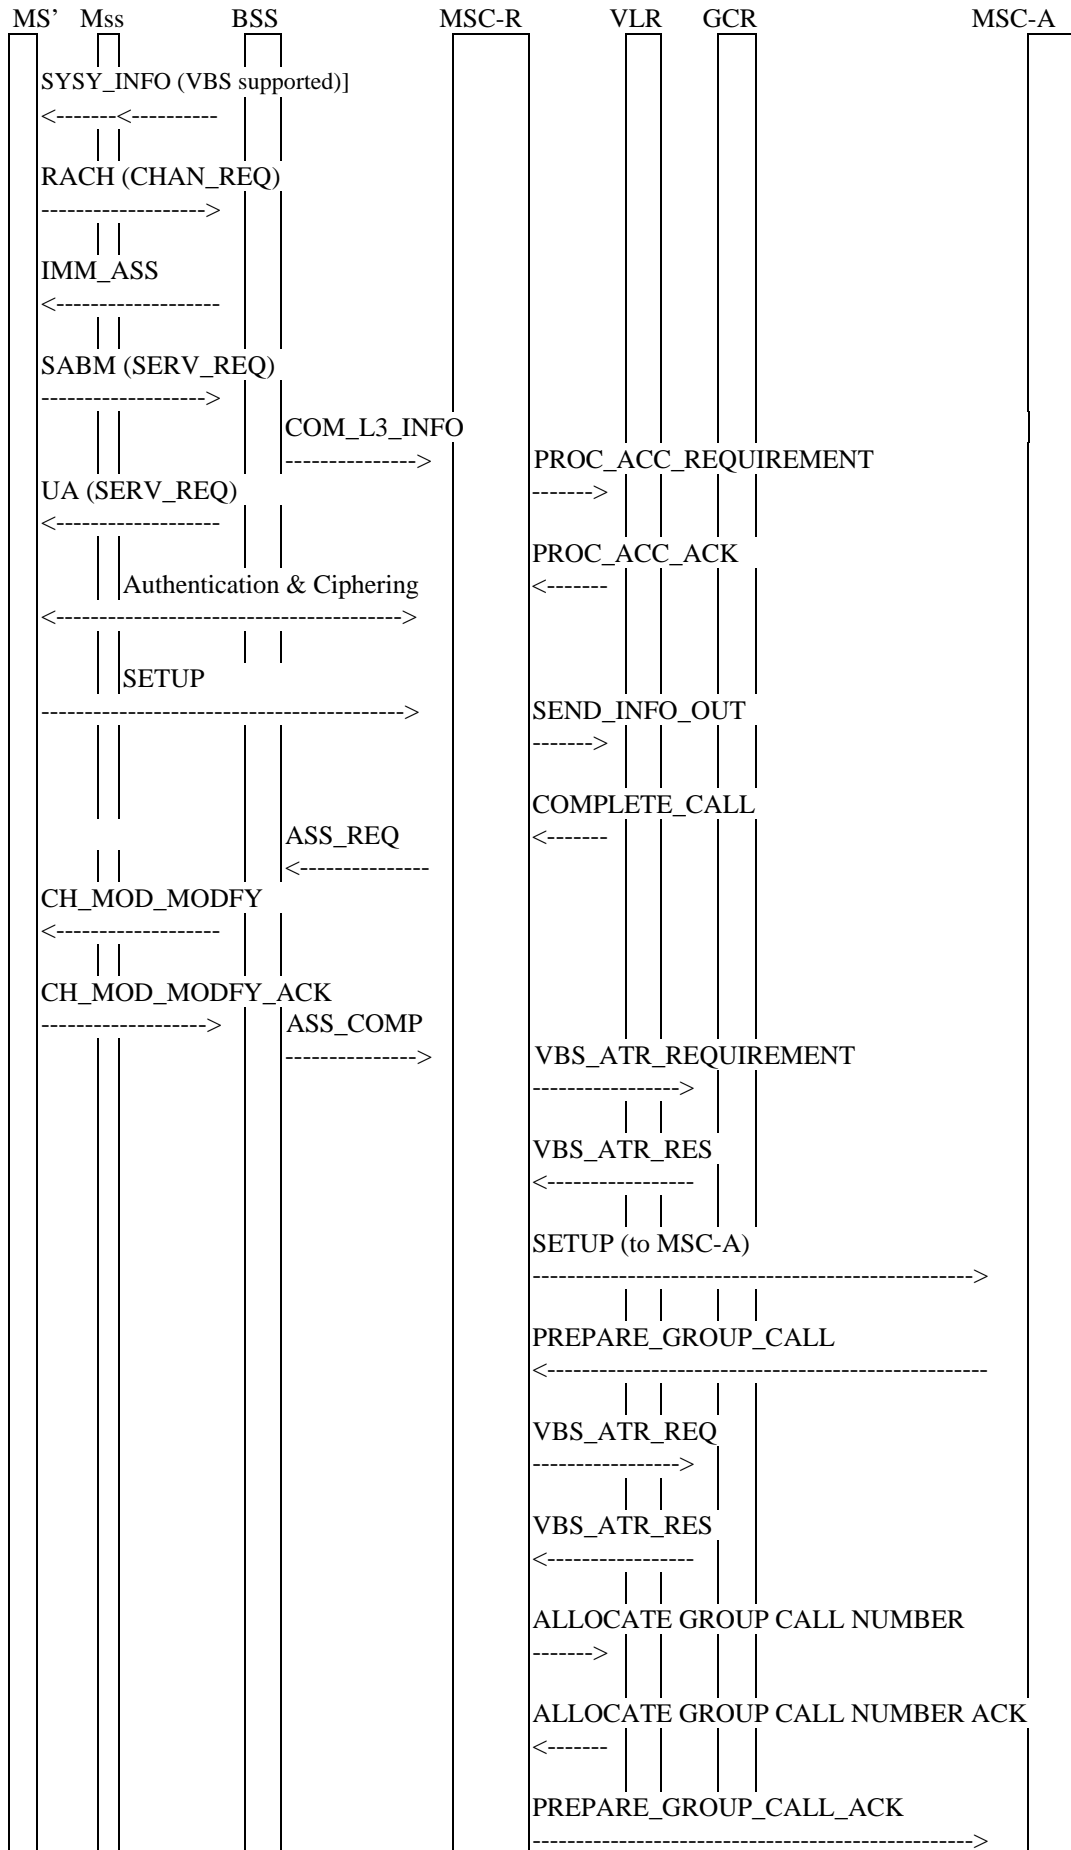 MS’ Mss BSS MSC-R VLR GCR MSC-A
SYSY_INFO (VBS supported)]
<-------<----------
RACH (CHAN_REQ)
------------------->
IMM_ASS
<-------------------
SABM (SERV_REQ)
------------------->
COM_L3_INFO
--------------->
PROC_ACC_REQUIREMENT
------->
UA (SERV_REQ)
<-------------------
PROC_ACC_ACK
<-------
Authentication & Ciphering
<---------------------------------------->
SETUP
------------------------------------------>
SEND_INFO_OUT
------->
COMPLETE_CALL
<-------
ASS_REQ
<---------------
CH_MOD_MODFY
<-------------------
CH_MOD_MODFY_ACK
------------------->
ASS_COMP
--------------->
VBS_ATR_REQUIREMENT
----------------->
VBS_ATR_RES
<-----------------
SETUP (to MSC-A)
--------------------------------------------------->
PREPARE_GROUP_CALL
<---------------------------------------------------
VBS_ATR_REQ
----------------->
VBS_ATR_RES
<-----------------
ALLOCATE GROUP CALL NUMBER
------->
ALLOCATE GROUP CALL NUMBER ACK
<-------
PREPARE_GROUP_CALL_ACK
--------------------------------------------------->